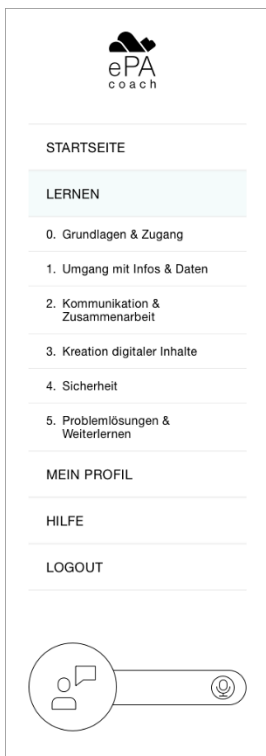 ePA
coach
STARTSEITE
LERNEN
0. Grundlagen & Zugang
1. Umgang mit Infos & Daten
2. Kommunikation &
Zusammenarbeit
3. Kreation digitaler Inhalte
4. Sicherheit
5. Problemlösungen &
Weiterlernen
MEIN PROFIL
HILFE
LOGOUT